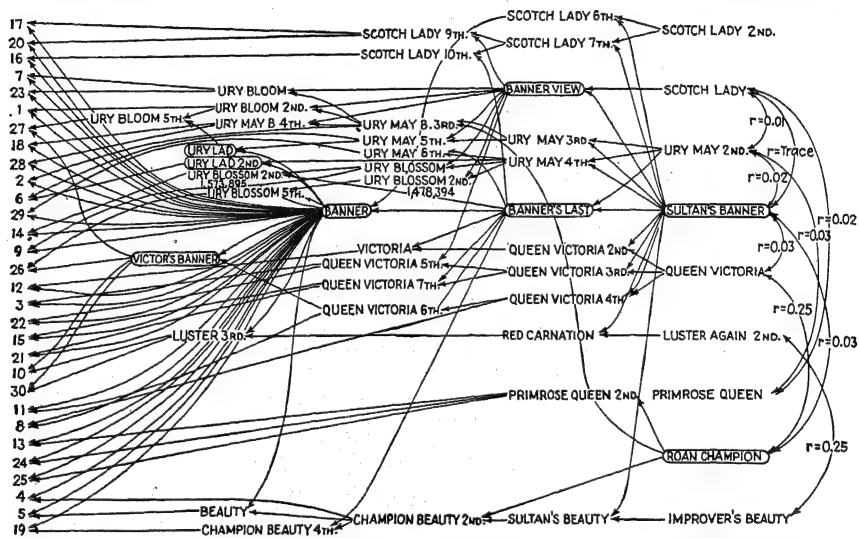 17
20
16
7
23
1
27
18
28
2
6
29
14
9
26
12
3
22
15
21
10
30
11
8
13
24
25
4
5
19
SCOTCH LADY 9TH.
SCOTCH LADY 10TH.
URY BLOOM
URY BLOOM 2ND.
URY BLOOM 5TH.
URY MAY B 4TH.
URY LAD
URY LAD 2ND
URY BLOSSOM 2ND.
1,573,895
URY BLOSSOM 5TH.
VICTOR'S BANNER
LUSTER 3RD.
BEAUTY
CHAMPION BEAUTY 4TH.
URY MAY B. 3RD.
URY MAY 5TH.
URY MAY 6TH.
URY BLOSSOM
URY BLOSSOM 2ND.
1,478,394
BANNER
VICTORIA
QUEEN VICTORIA 5TH.
QUEEN VICTORIA 7TH.
QUEEN VICTORIA 6TH.
CHAMPION BEAUTY 2ND.
SCOTCH LADY 6TH.
SCOTCH LADY 7TH.
BANNER VIEW
URY MAY 3RD
URY MAY 4TH
BANNER'S LAST
QUEEN VICTORIA 2ND
QUEEN VICTORIA 3RD
QUEEN VICTORIA 4TH
RED CARNATION
PRIMROSE QUEEN 2ND.
SULTAN'S BEAUTY
SCOTCH LADY 2ND.
SCOTCH LADY
URY MAY 2ND.
SULTAN'S BANNER
QUEEN VICTORIA
LUSTER AGAIN 2ND.
PRIMROSE QUEEN
ROAN CHAMPION
IMPROVER'S BEAUTY
r=0.01
r=Trace
r=0.02
r=0.02
r=0.03
r=0.03
r=0.25
r=0.03
r=0.25